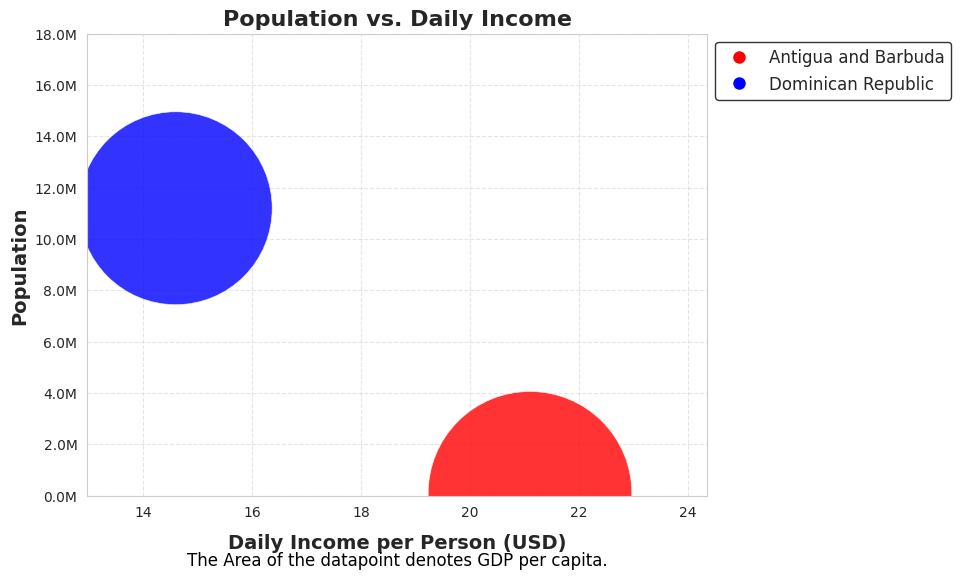 Population vs. Daily Income
Antigua and Barbuda
Dominican Republic
Population
18.0M
16.0M
14.0M
12.0M
10.0M
8.0M
6.0M
4.0M
2.0M
0.0M
14 16 18 20 22 24
Daily Income per Person (USD)
The Area of the datapoint denotes GDP per capita.